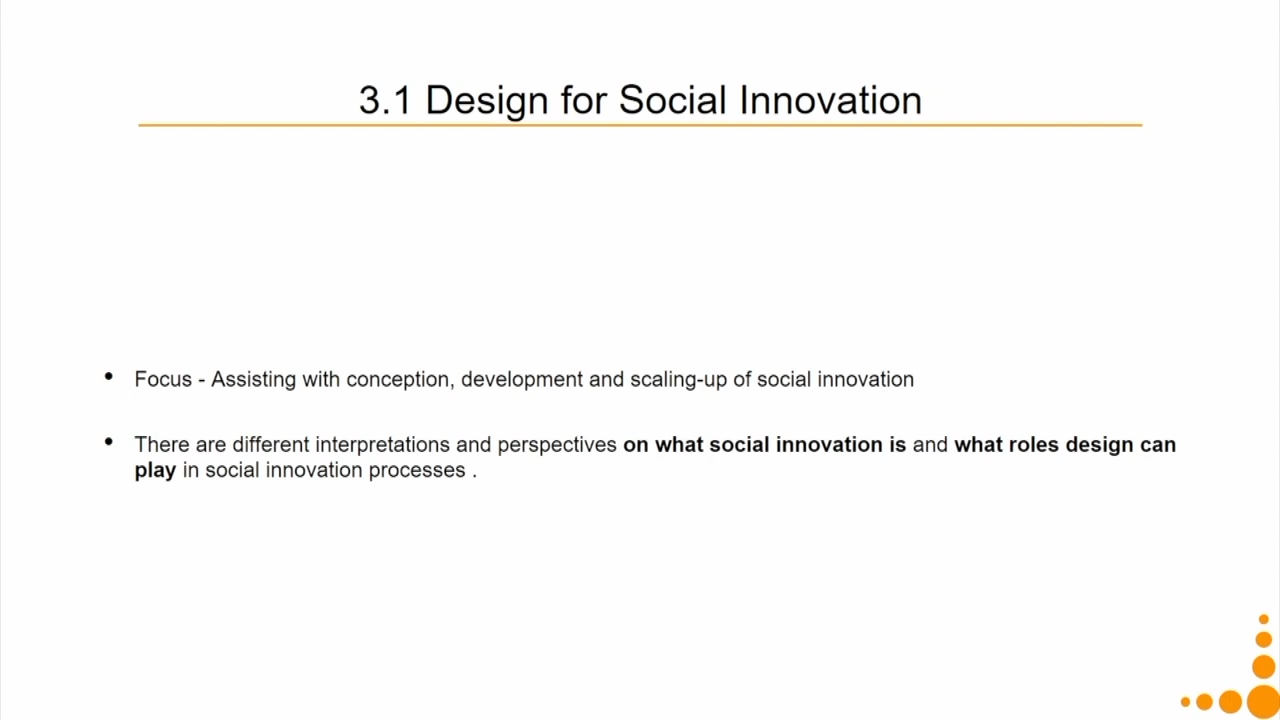 3.1 Design for Social Innovation
• Focus - Assisting with conception, development and scaling-up of social innovation
• There are different interpretations and perspectives on what social innovation is and what roles design can
play in social innovation processes .